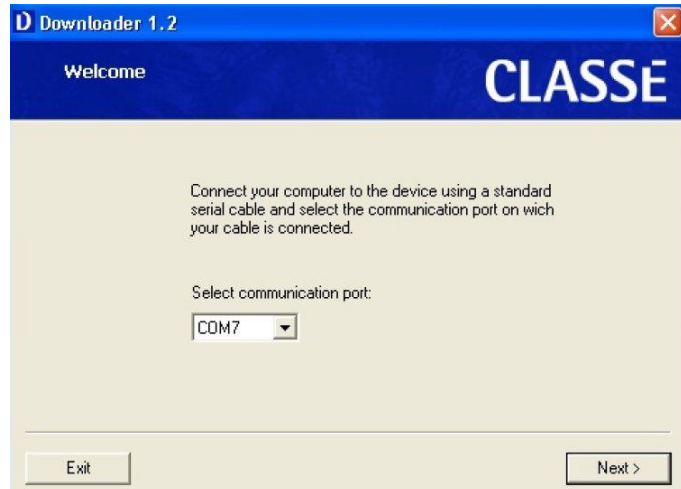 Downloader 1.2
Welcome
CLASSÉ
Connect your computer to the device using a standard
serial cable and select the communication port on wich
your cable is connected.
Select communication port:
COM7
Exit
Next >